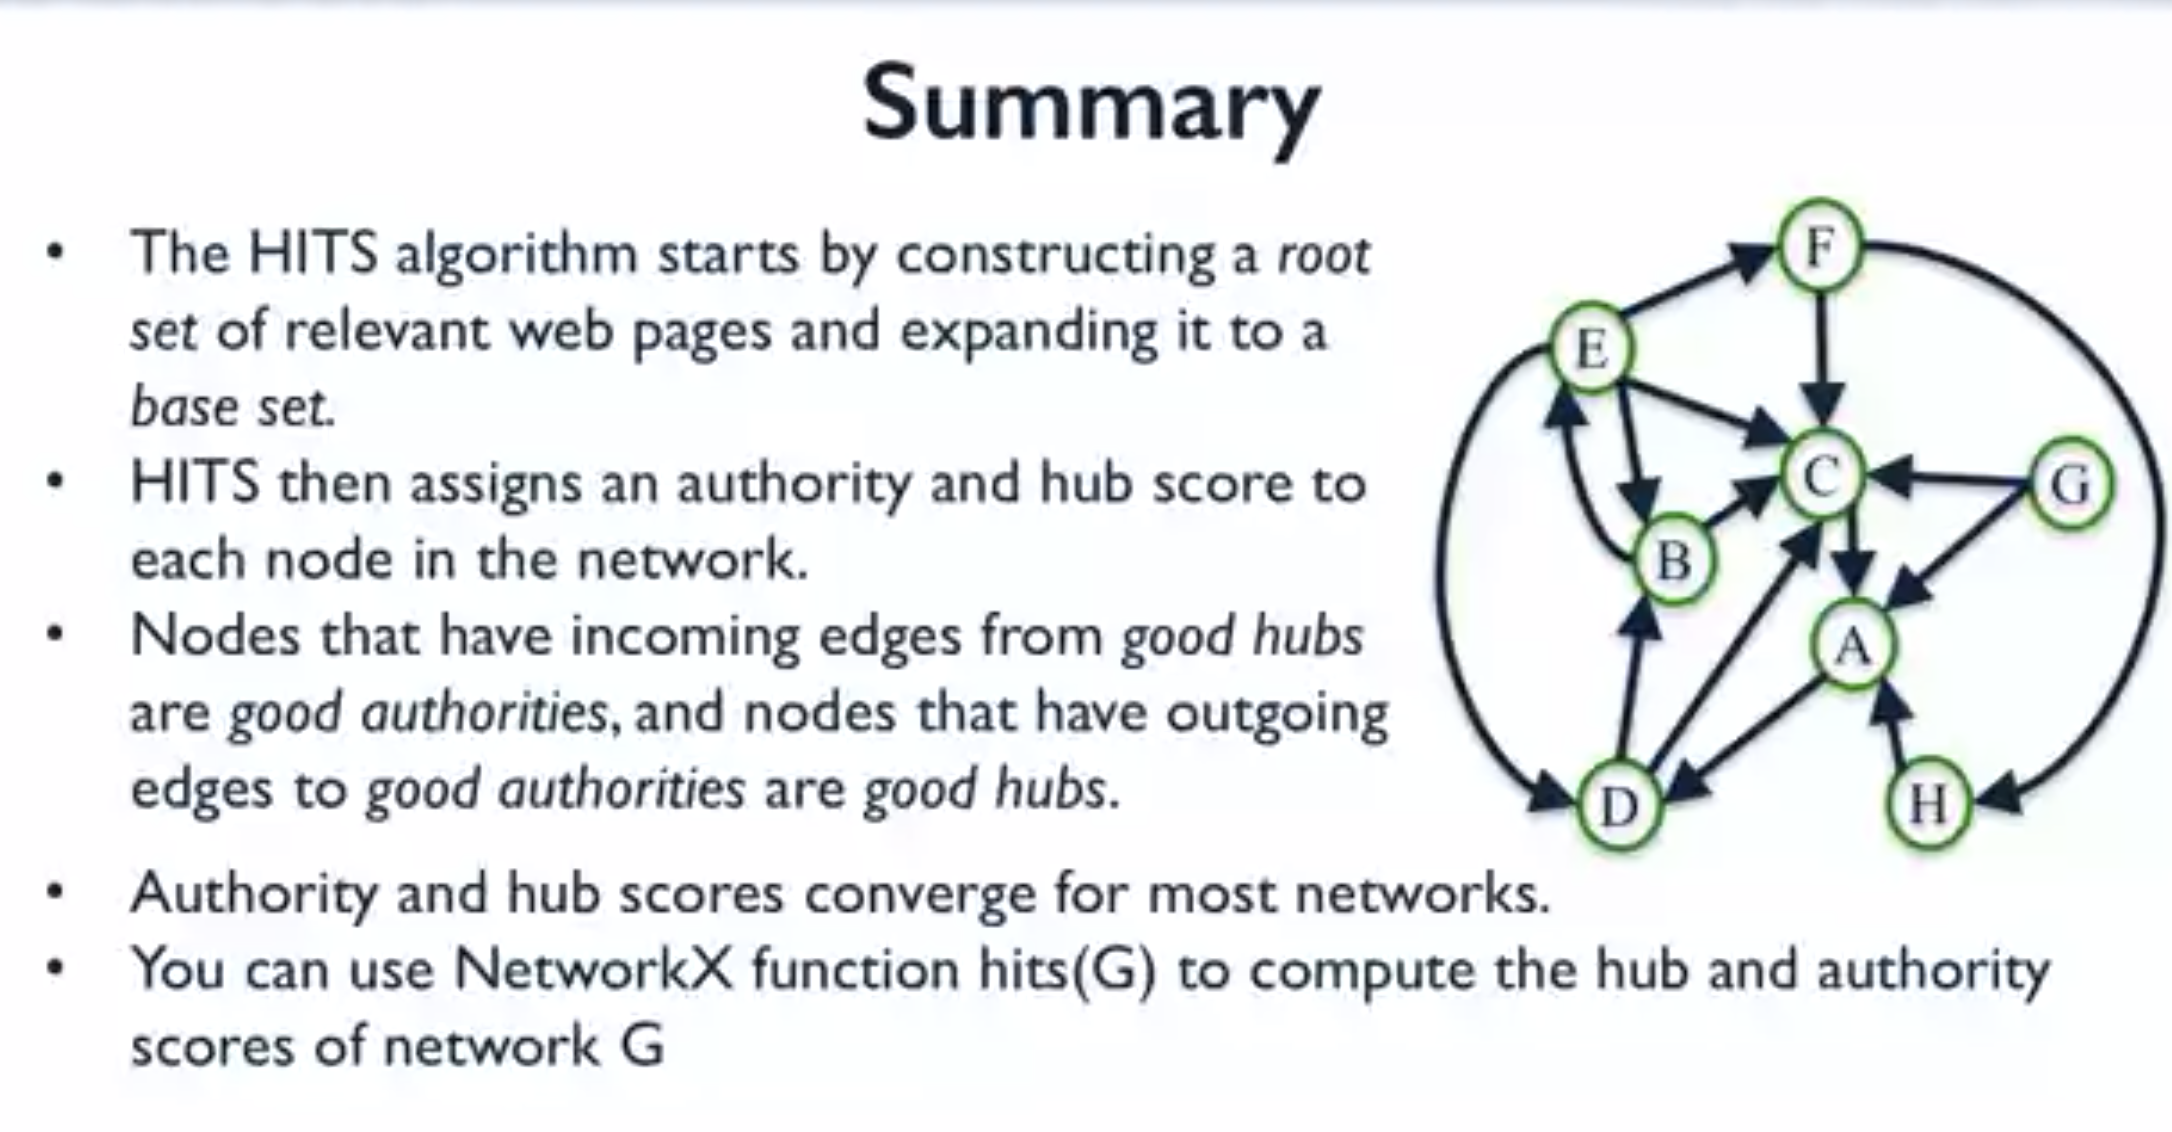 Summary
• The HITS algorithm starts by constructing a root
set of relevant web pages and expanding it to a
base set.
• HITS then assigns an authority and hub score to
each node in the network.
• Nodes that have incoming edges from good hubs
are good authorities, and nodes that have outgoing
edges to good authorities are good hubs.
• Authority and hub scores converge for most networks.
• You can use NetworkX function hits(G) to compute the hub and authority
scores of network G
F
E
C
G
B
A
D
H